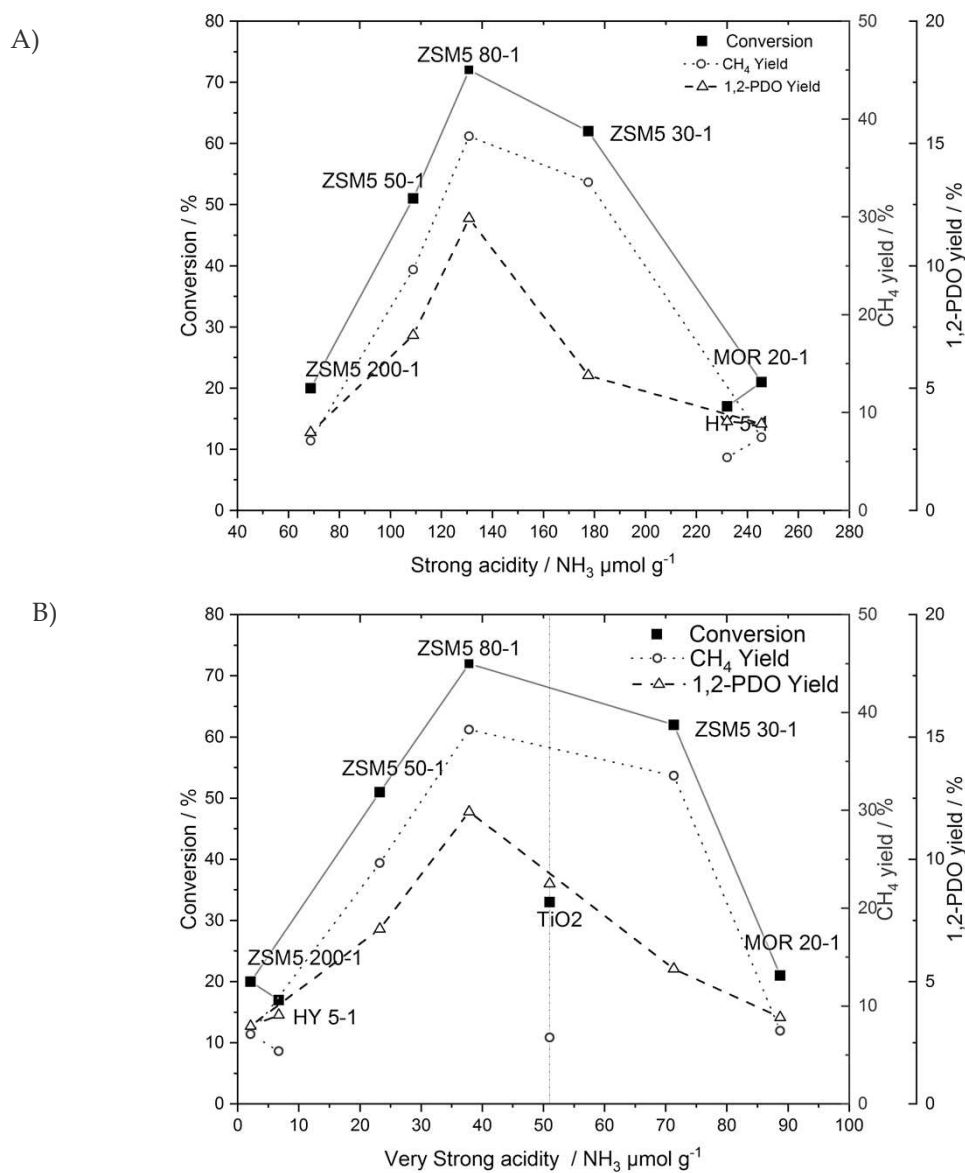 A)
80
70
60
50
40
30
20
10
0
Conversion / %
ZSM5 80-1
ZSM5 30-1
ZSM5 50-1
ZSM5 200-1
MOR 20-1
Conversion
CH₄ Yield
1,2-PDO Yield
50
40
30
20
10
0
CH₄ yield / %
20
15
10
5
0
1,2-PDO yield / %
40 60 80 100 120 140 160 180 200 220 240 260 280
Strong acidity / NH₃ µmol g⁻¹
B)
80
70
60
50
40
30
20
10
0
Conversion / %
ZSM5 80-1
ZSM5 30-1
ZSM5 50-1
TiO2
MOR 20-1
ZSM5 200-1
HY 5-1
Conversion
CH₄ Yield
1,2-PDO Yield
50
40
30
20
10
0
CH₄ yield / %
20
15
10
5
0
1,2-PDO yield / %
0 10 20 30 40 50 60 70 80 90 100
Very Strong acidity / NH₃ µmol g⁻¹